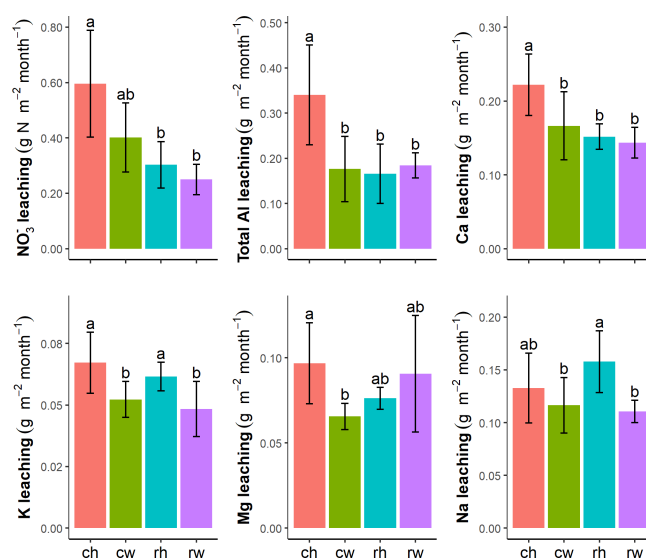 NO₃⁻ leaching (g N m⁻² month⁻¹)
0.80
0.60
0.40
0.20
0.00
a
ab
b
b
Total Al leaching (g m⁻² month⁻¹)
0.50
0.40
0.30
0.20
0.10
0.00
a
b
b
b
Ca leaching (g m⁻² month⁻¹)
0.30
0.20
0.10
0.00
a
b
b
b
K leaching (g m⁻² month⁻¹)
0.08
0.05
0.02
0.00
a
b
a
b
ch cw rh rw
Mg leaching (g m⁻² month⁻¹)
0.10
0.05
0.00
a
b
ab
ab
ch cw rh rw
Na leaching (g m⁻² month⁻¹)
0.20
0.15
0.10
0.05
0.00
ab
b
a
b
ch cw rh rw